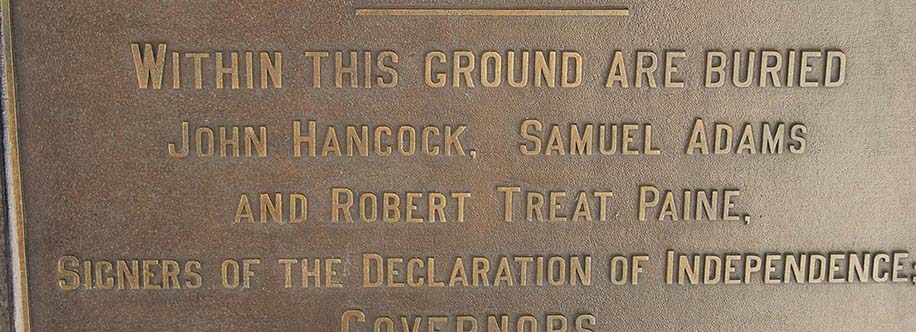 WITHIN THIS GROUND ARE BURIED
JOHN HANCOCK, SAMUEL ADAMS
AND ROBERT TREAT PAINE,
SIGNERS OF THE DECLARATION OF INDEPENDENCE;
GOVERNORS